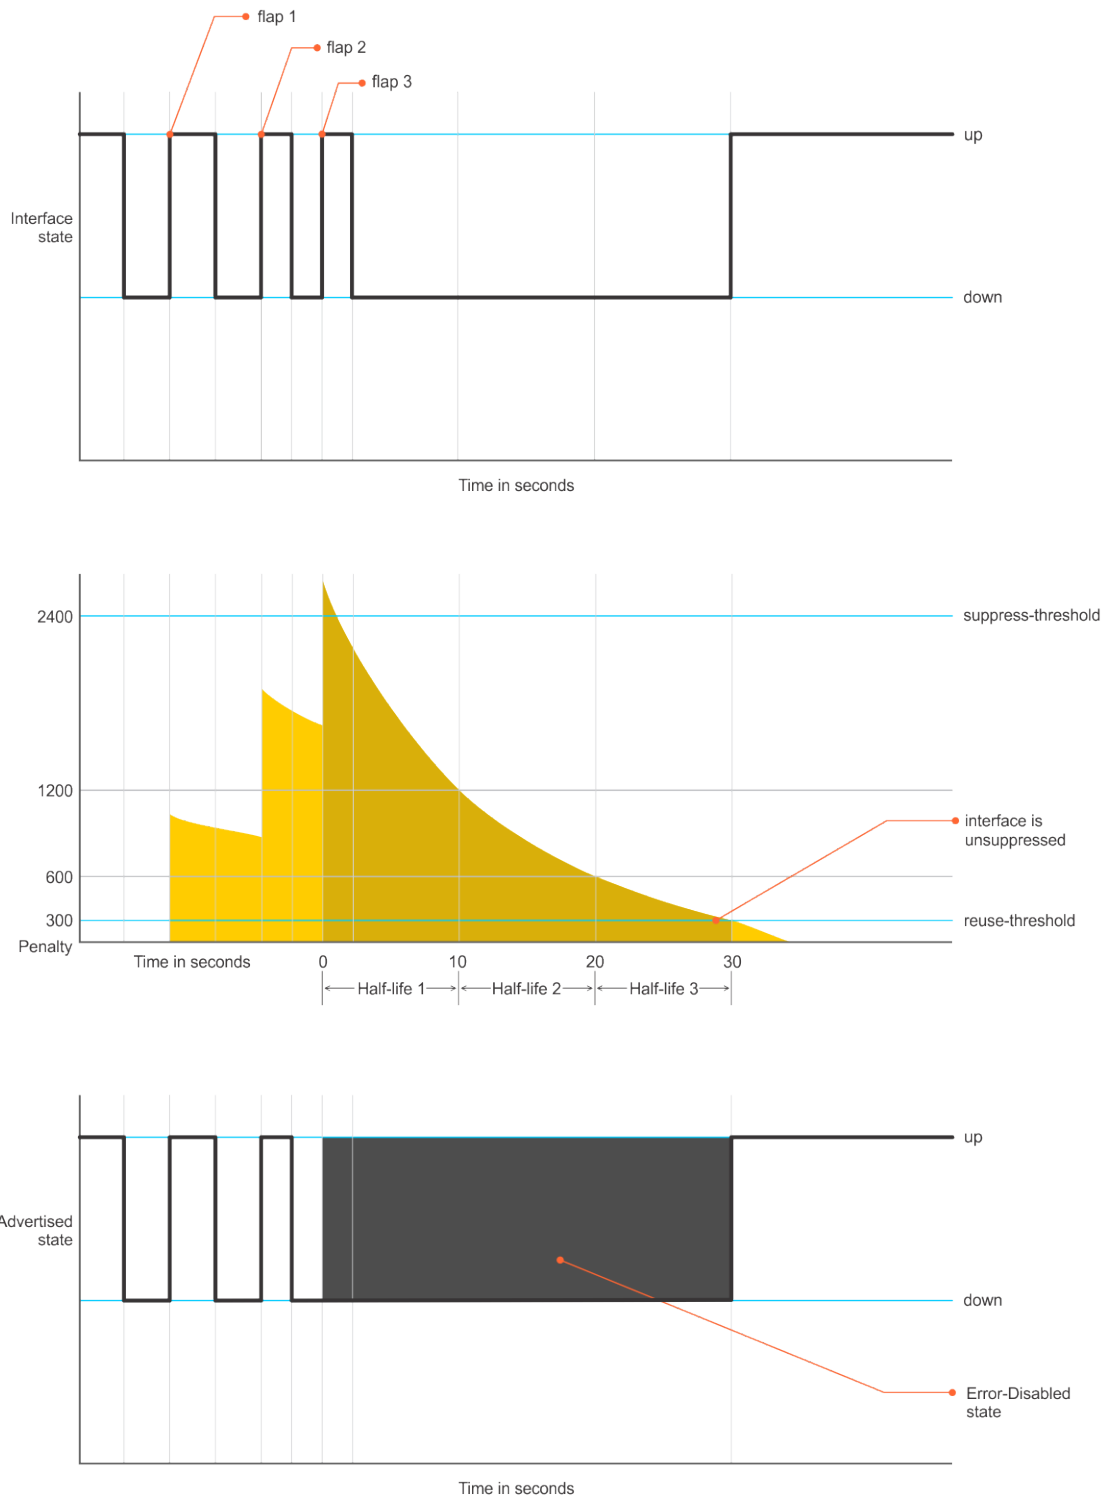 flap 1
flap 2
flap 3
up
Interface
state
down
Time in seconds
2400
suppress-threshold
1200
interface is
unsuppressed
600
300
reuse-threshold
Penalty
Time in seconds
0
10
20
30
Half-life 1
Half-life 2
Half-life 3
up
Advertised
state
down
Error-Disabled
state
Time in seconds